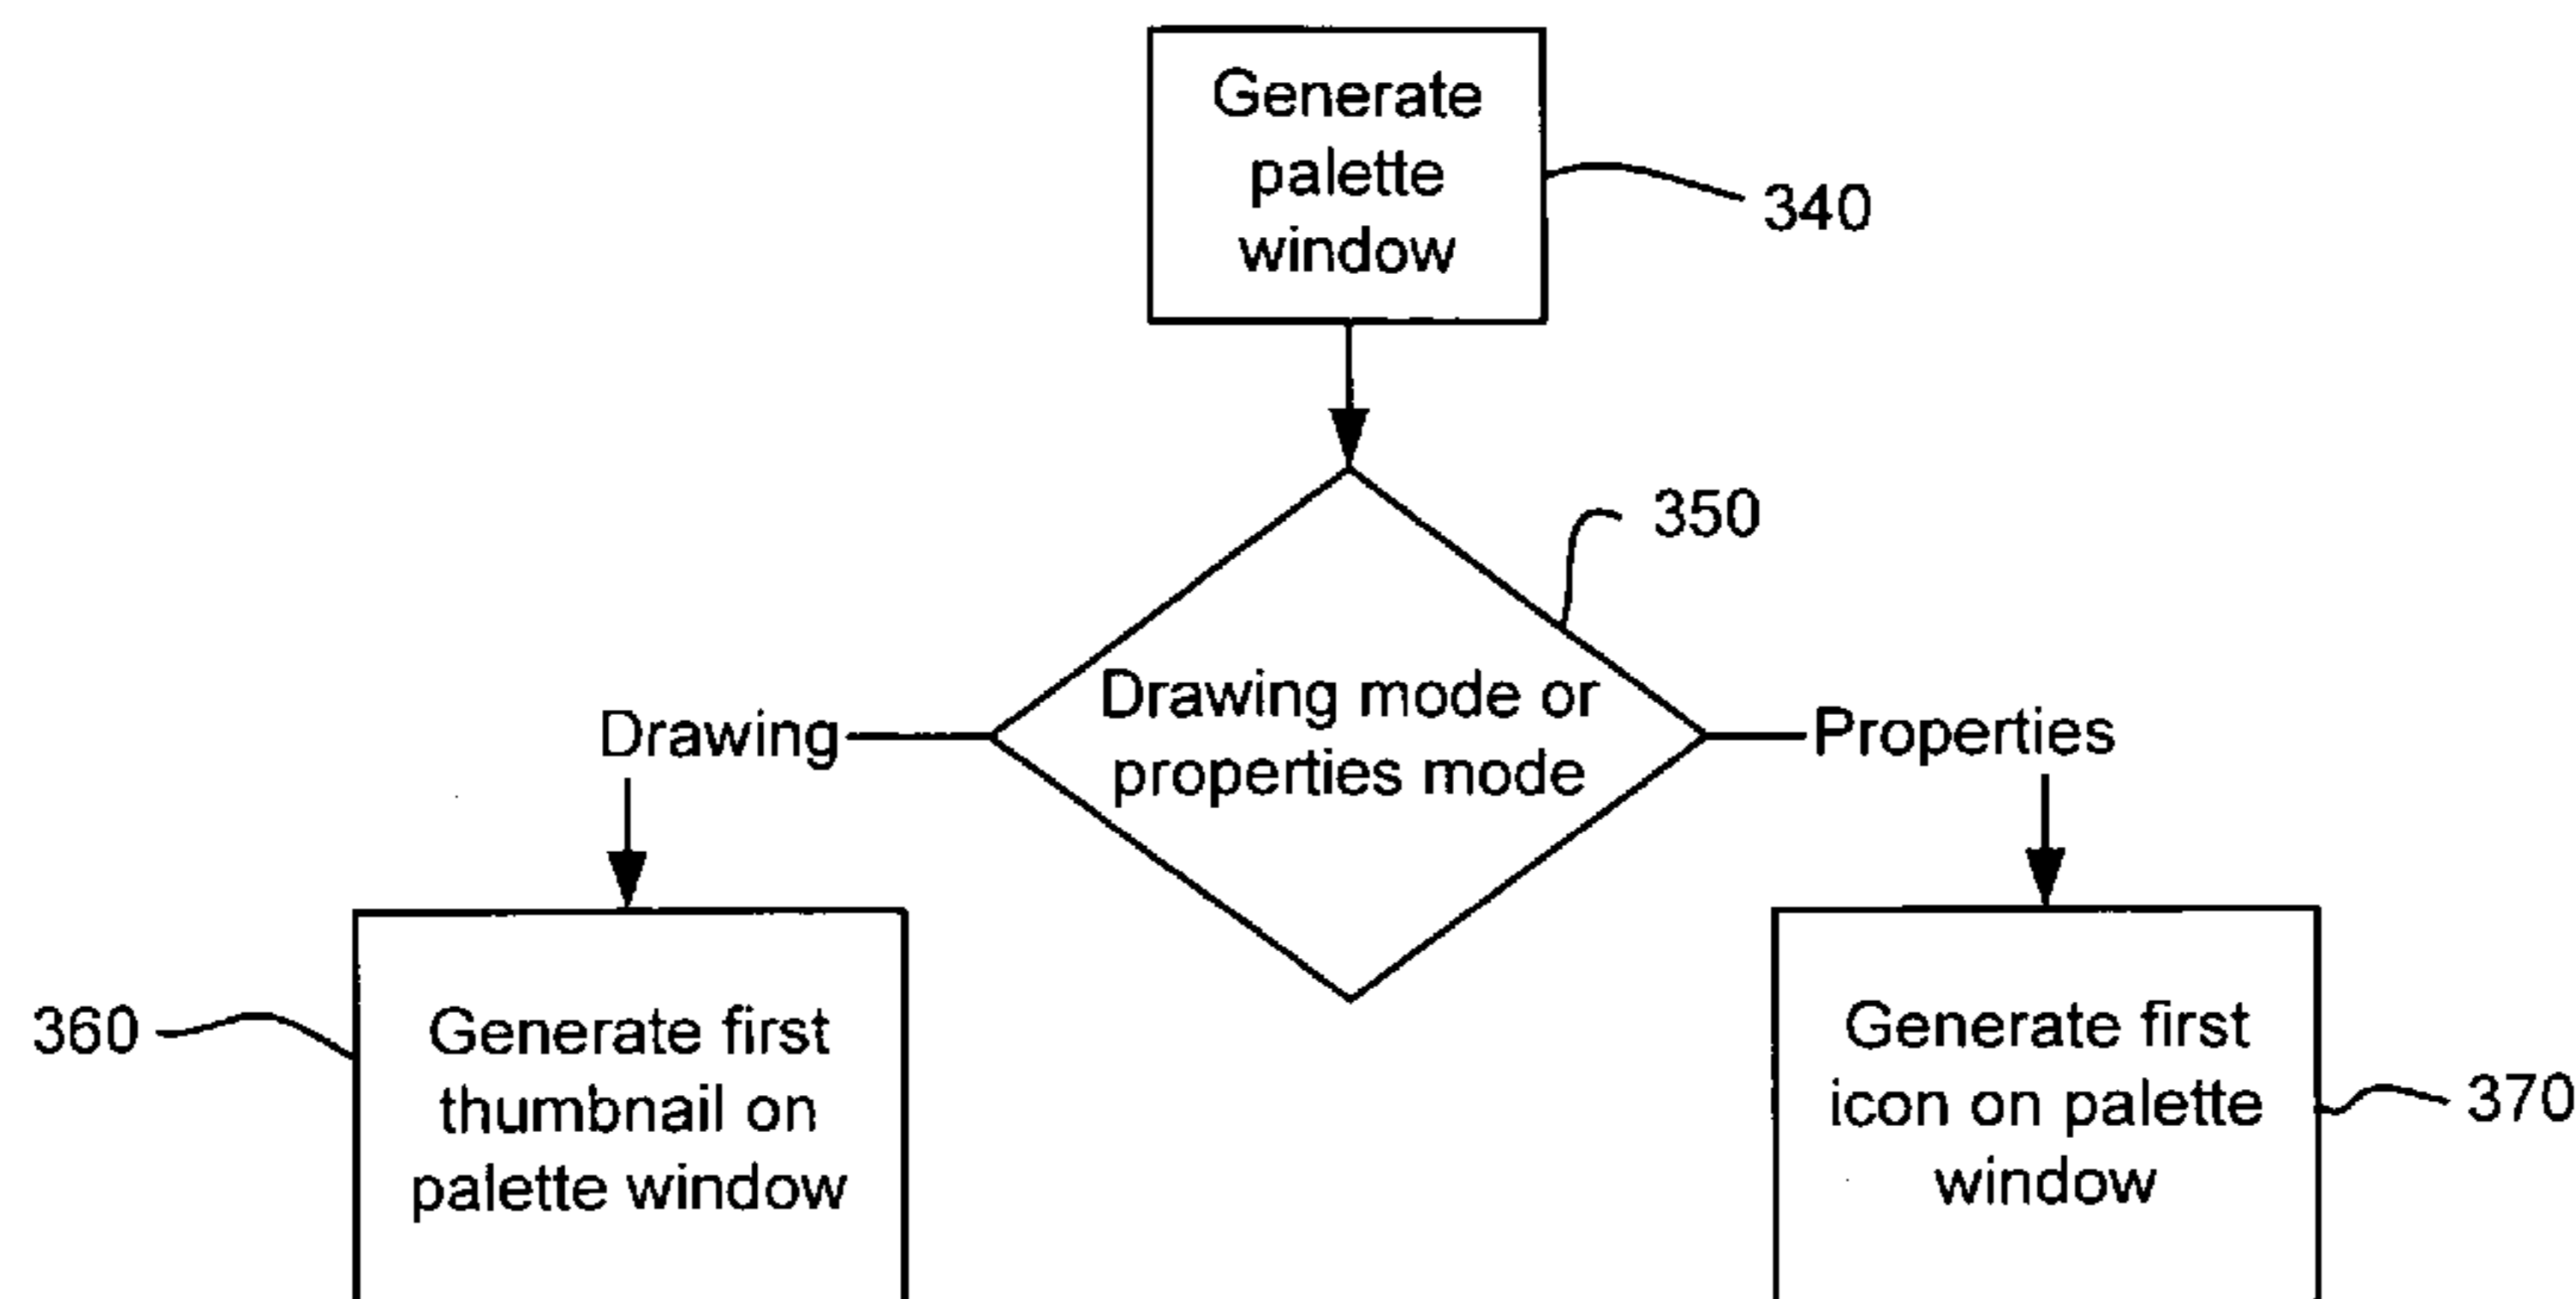 Generate
palette
window
340
350
Drawing mode or
properties mode
Drawing
Properties
360
Generate first
thumbnail on
palette window
Generate first
icon on palette
window
370